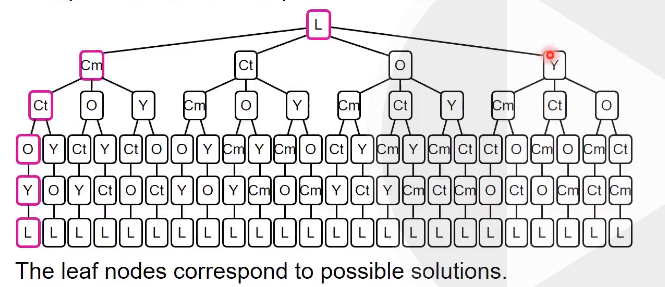 L
Cm Ct O Y
Ct O Y Cm O Y Cm Ct Y Cm Ct O
O Y Ct Y Ct O O Y Cm Y Cm O Ct Y Cm Y Cm Ct Ct O Cm O Cm Ct
Y O Y Ct O Ct Y O Y Cm O Cm Y Ct Y Cm Ct Cm O Ct O Cm Ct Cm
L L L L L L L L L L L L L L L L L L L L L L L L
The leaf nodes correspond to possible solutions.